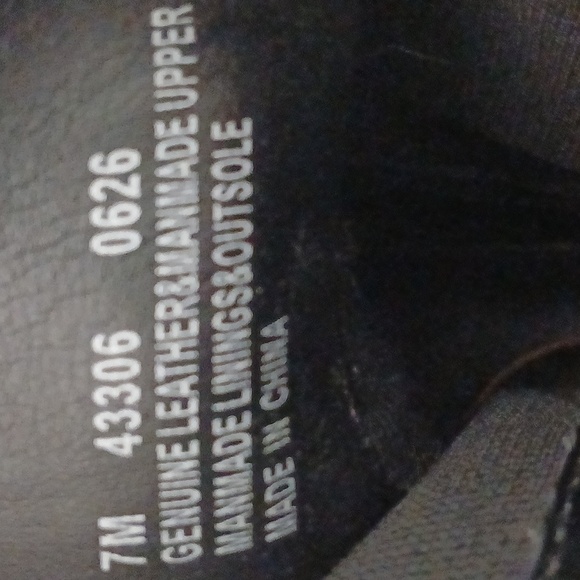 7M 43306 0626
GENUINE LEATHER&MANMADE UPPER
MANMADE LININGS&OUTSOLE
MADE IN CHINA